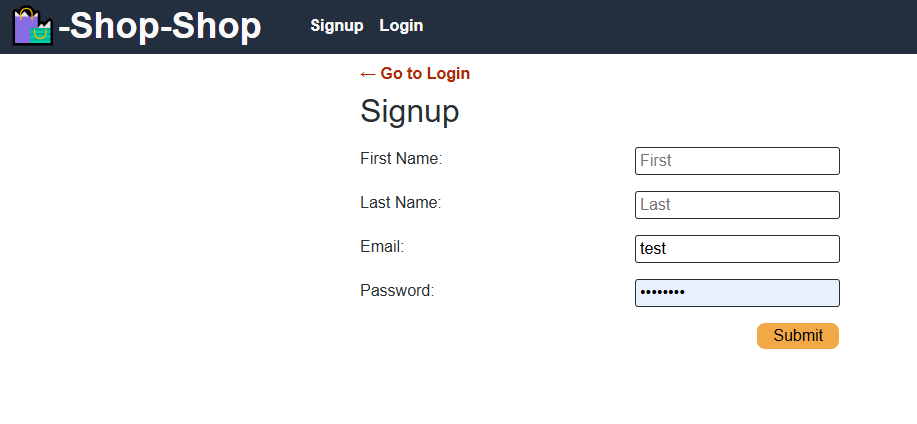 -Shop-Shop Signup Login
← Go to Login
Signup
First Name: First
Last Name: Last
Email: test
Password: ••••••••
Submit